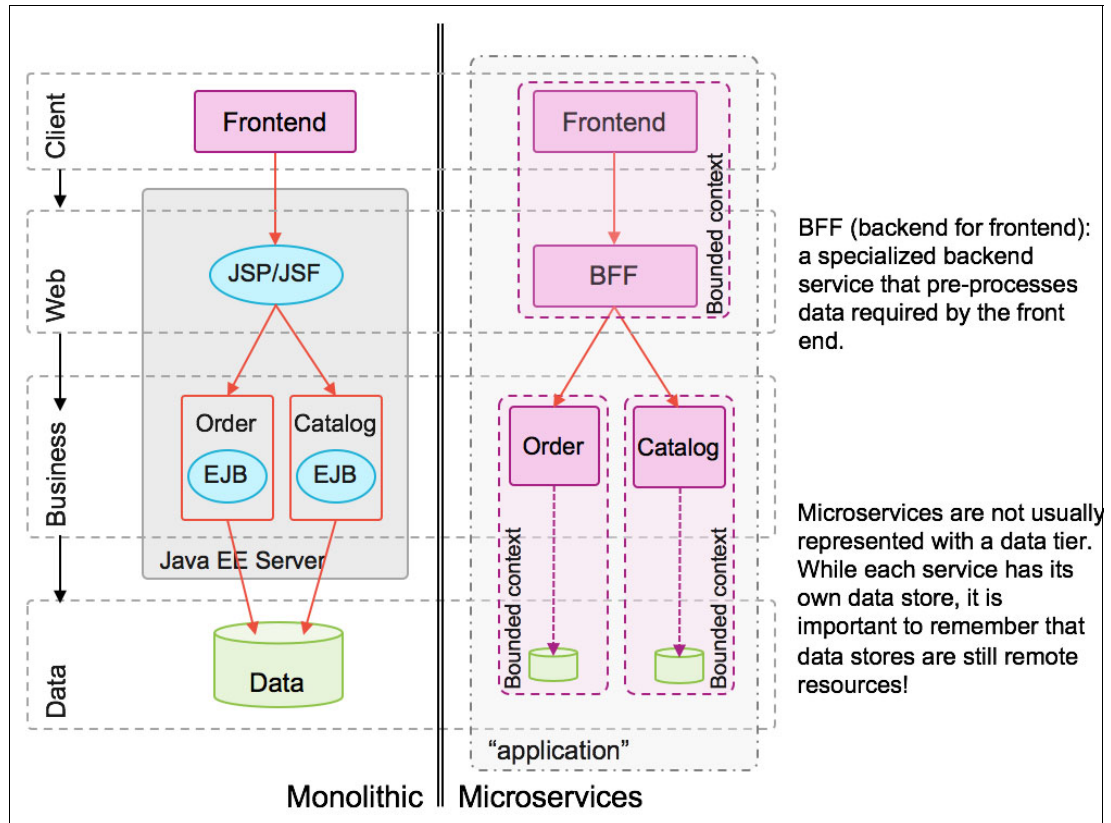 Client
Frontend
Web
JSP/JSF
Business
Order
EJB
Catalog
EJB
Java EE Server
Data
Data
Monolithic
Frontend
BFF
Bounded context
Order
Bounded context
Catalog
Bounded context
“application”
Microservices
BFF (backend for frontend):
a specialized backend
service that pre-processes
data required by the front
end.
Microservices are not usually
represented with a data tier.
While each service has its
own data store, it is
important to remember that
data stores are still remote
resources!